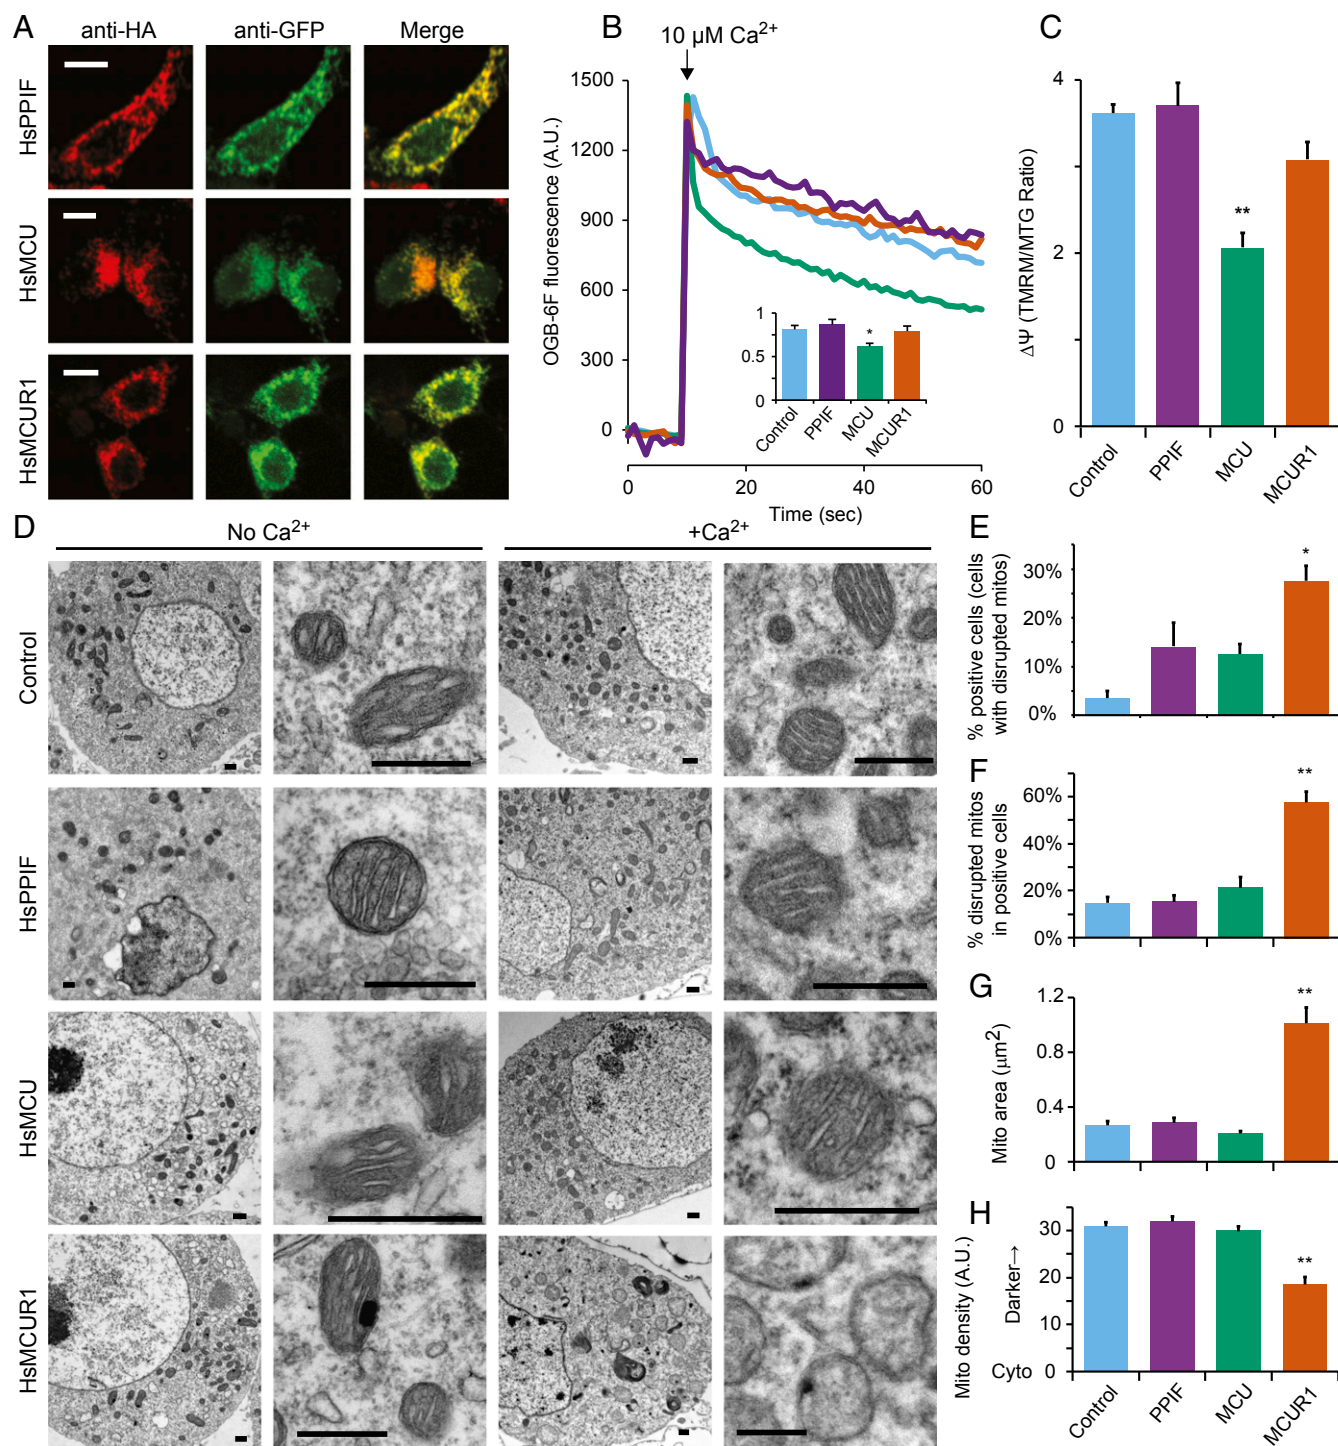 A
anti-HA
anti-GFP
Merge
HsPPIF
HsMCU
HsMCUR1
B
10 µM Ca2+
OGB-6F fluorescence (A.U.)
1500
1200
900
600
300
0
0
20
40
60
Time (sec)
1
0.5
0
Control
PPIF
MCU
MCUR1
*
C
ΔΨ (TMRM/MTG Ratio)
4
2
0
**
Control
PPIF
MCU
MCUR1
D
No Ca2+
+Ca2+
Control
HsPPIF
HsMCU
HsMCUR1
E
% positive cells (cells
with disrupted mitos)
30%
20%
10%
0%
*
F
% disrupted mitos
in positive cells
60%
40%
20%
0%
**
G
Mito area (µm2)
1.2
0.8
0.4
0
**
H
Mito density (A.U.)
Darker→
Cyto
30
20
10
0
**
Control
PPIF
MCU
MCUR1